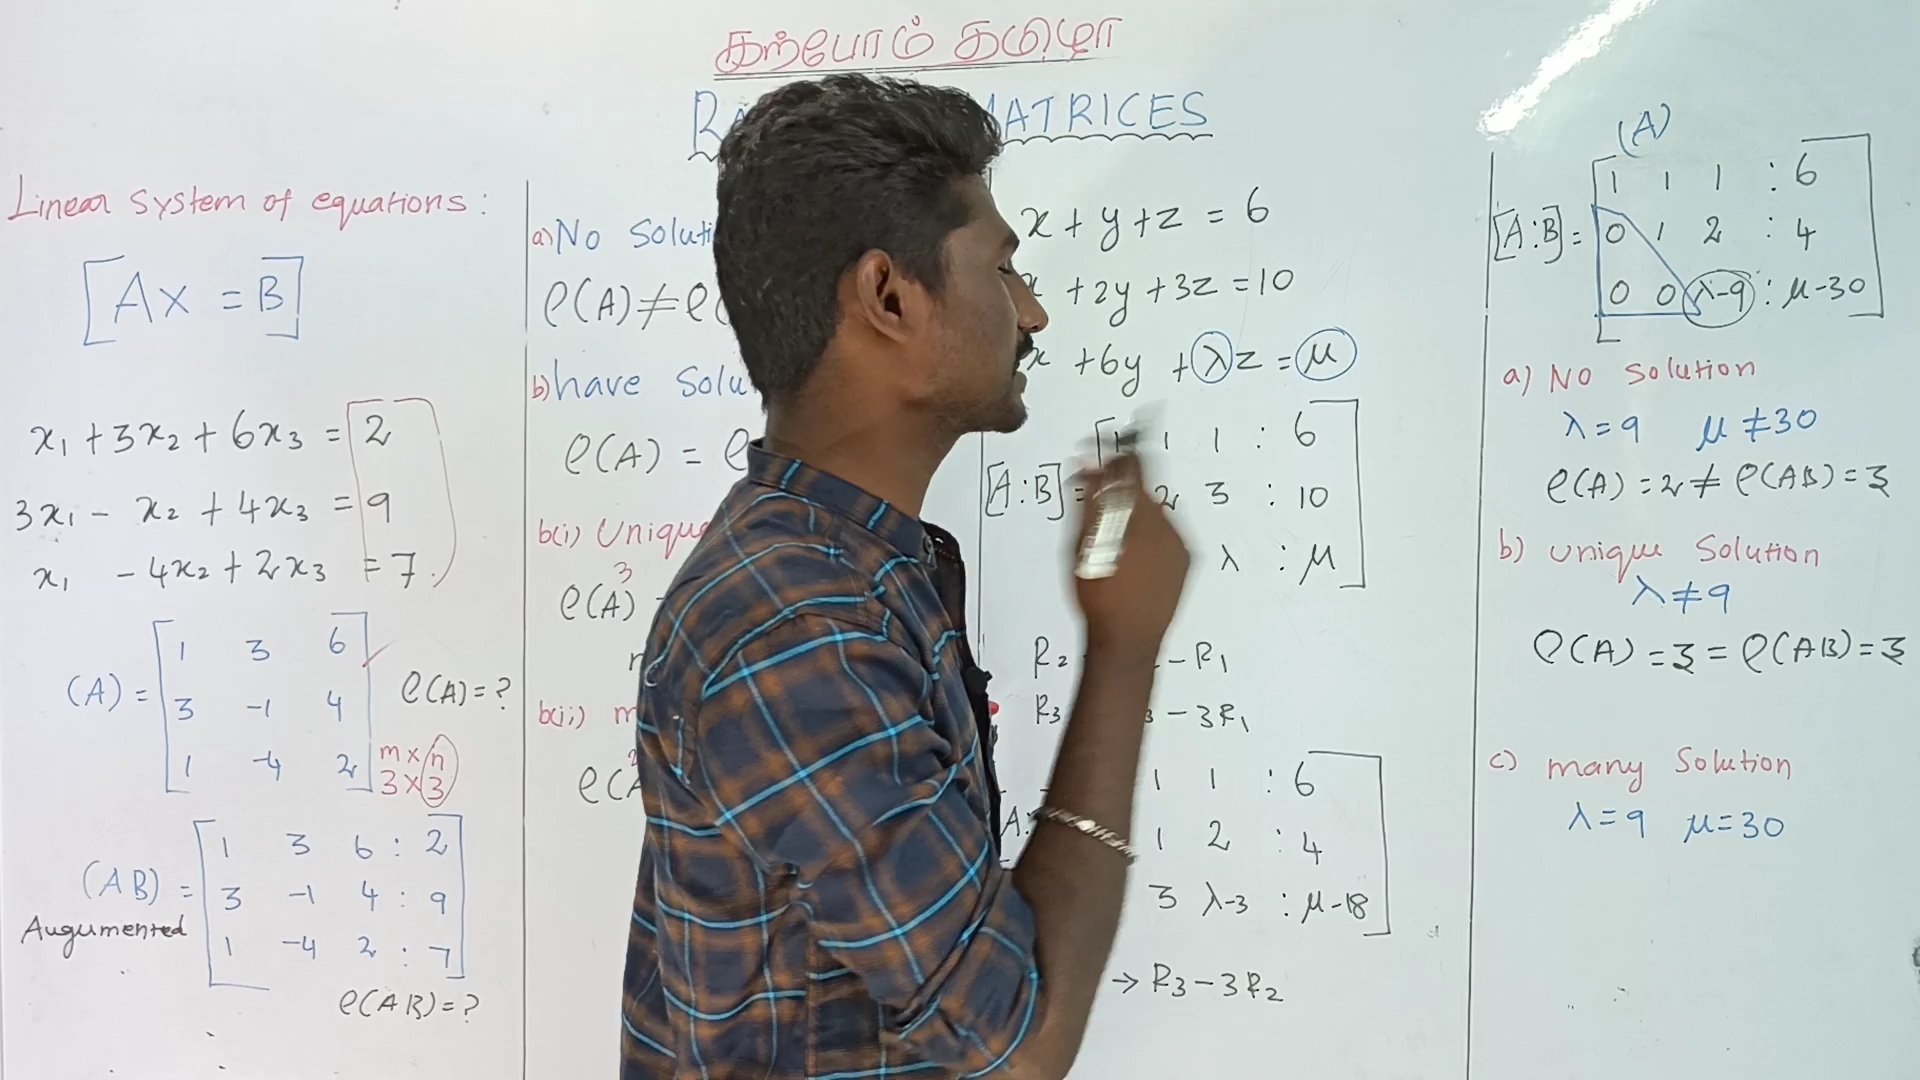 கற்போம் தமிழா
MATRICES
Linear System of equations:
[AX = B]
x₁ + 3x₂ + 6x₃ = 2
3x₁ - x₂ + 4x₃ = 9
x₁ - 4x₂ + 2x₃ = 7.
1 3 6
(A) = 3 -1 4 ρ(A) = ?
1 -4 2
m × n
3 × 3
1 3 6 : 2
(AB) = 3 -1 4 : 9
Augumented
1 -4 2 : 7
ρ(AB) = ?
a) No
ρ(A) ≠
b) have
ρ(A) =
b(i)
3
ρ(A)
b(ii)
x + y + z = 6
+ 2y + 3z = 10
+ 6y + λz = μ
1 1 : 6
[A:B] = 2 3 : 10
λ : μ
R₂ - R₁
R₃ - 3R₁
1 1 : 6
1 2 : 4
3 λ-3 : μ-18
→ R₃ - 3R₂
(A)
1 1 1 : 6
[A:B] = 0 1 2 : 4
0 0 λ-9 : μ-30
a) No Solution
λ = 9 μ ≠ 30
ρ(A) = 2 ≠ ρ(AB) = 3
b) unique Solution
λ ≠ 9
ρ(A) = 3 = ρ(AB) = 3
c) many Solution
λ = 9 μ = 30